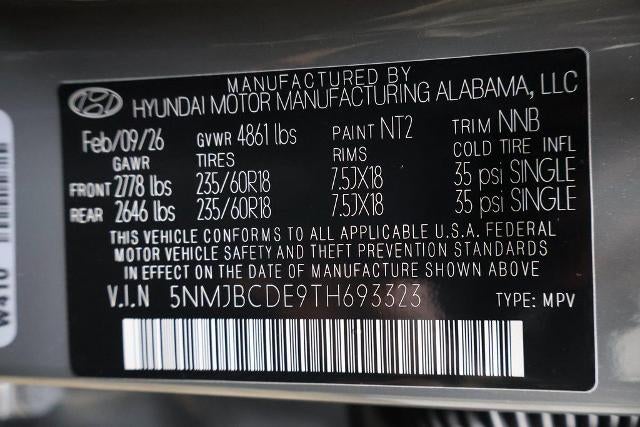 MANUFACTURED BY
HYUNDAI MOTOR MANUFACTURING ALABAMA, LLC
Feb/09/26 GVWR 4861 lbs PAINT NT2 TRIM NNB
GAWR TIRES RIMS COLD TIRE INFL
FRONT 2778 lbs 235/60R18 7.5JX18 35 psi SINGLE
REAR 2646 lbs 235/60R18 7.5JX18 35 psi SINGLE
THIS VEHICLE CONFORMS TO ALL APPLICABLE U.S.A. FEDERAL
MOTOR VEHICLE SAFETY AND THEFT PREVENTION STANDARDS
IN EFFECT ON THE DATE OF MANUFACTURE SHOWN ABOVE.
V.I.N 5NMJBCDE9TH693323 TYPE: MPV
W410